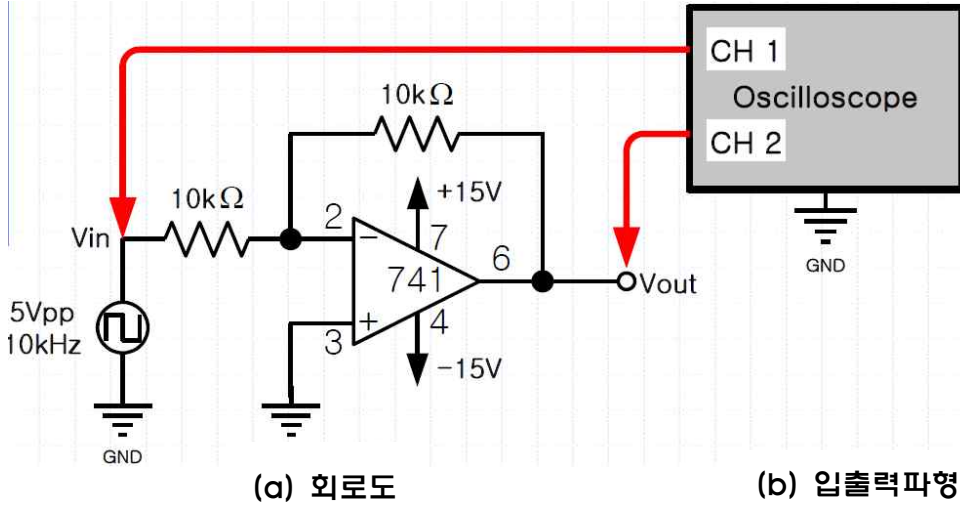 CH 1
Oscilloscope
CH 2
GND
10kΩ
10kΩ
+15V
Vin
2
−
7
741
6
Vout
+
3
4
−15V
5Vpp
10kHz
GND
(a) 회로도
(b) 입출력파형